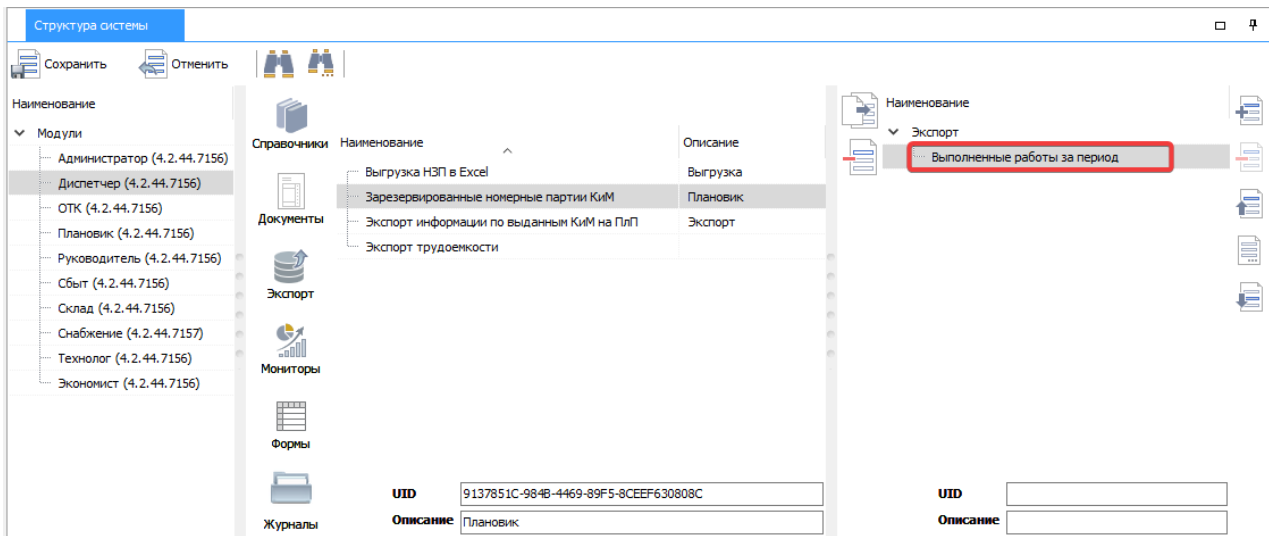 Структура системы
Сохранить
Отменить
Наименование
Модули
Администратор (4.2.44.7156)
Диспетчер (4.2.44.7156)
ОТК (4.2.44.7156)
Плановик (4.2.44.7156)
Руководитель (4.2.44.7156)
Сбыт (4.2.44.7156)
Склад (4.2.44.7156)
Снабжение (4.2.44.7157)
Технолог (4.2.44.7156)
Экономист (4.2.44.7156)
Справочники
Документы
Экспорт
Мониторы
Формы
Журналы
Наименование Описание
Выгрузка НЗП в Excel Выгрузка
Зарезервированные номерные партии КиМ Плановик
Экспорт информации по выданным КиМ на ПлП Экспорт
Экспорт трудоемкости
UID 9137851C-984B-4469-89F5-8CEEF630808C
Описание Плановик
Наименование
Экспорт
Выполненные работы за период
UID
Описание